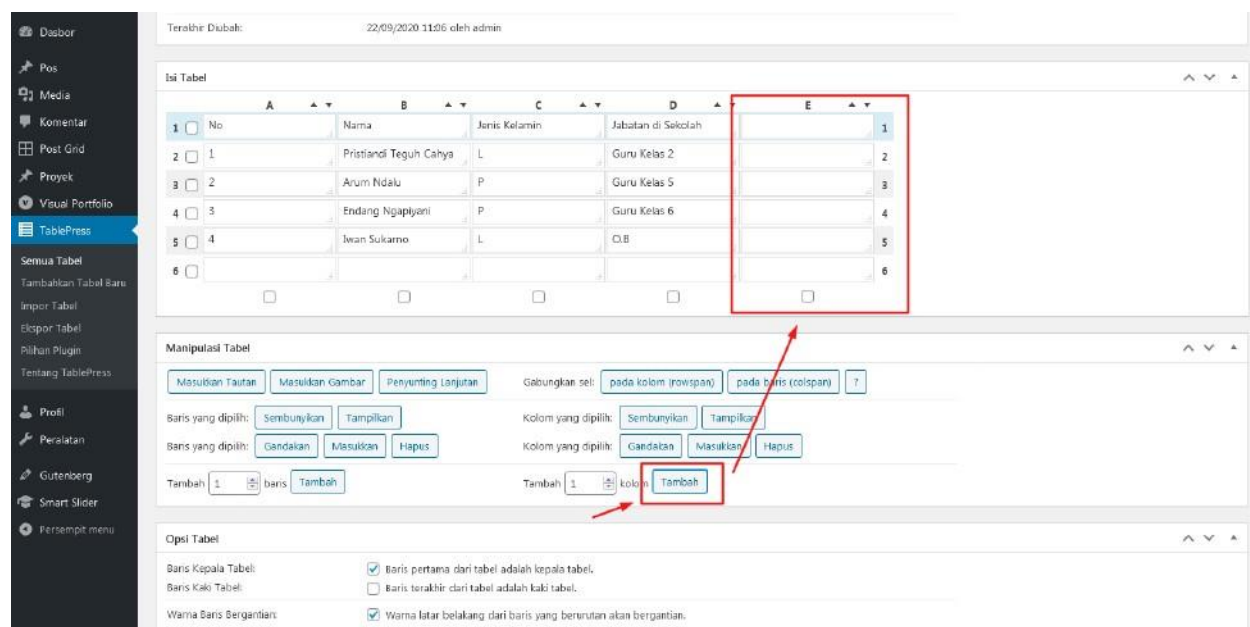 Dasbor
Pos
Media
Komentar
Post Grid
Proyek
Visual Portfolio
TablePress
Semua Tabel
Tambahkan Tabel Baru
Impor Tabel
Ekspor Tabel
Pilihan Plugin
Tentang TablePress
Profil
Peralatan
Gutenberg
Smart Slider
Persempit menu
Terakhir Diubah: 22/09/2020 11:06 oleh admin
Isi Tabel
A B C D E
1 No Nama Jenis Kelamin Jabatan di Sekolah 1
2 1 Pristiandi Teguh Cahya L Guru Kelas 2 2
3 2 Arum Ndalu P Guru Kelas 5 3
4 3 Endang Ngapiyani P Guru Kelas 6 4
5 4 Iwan Sukarno L O.B 5
6 6
Manipulasi Tabel
Masukkan Tautan Masukkan Gambar Penyunting Lanjutan Gabungkan sel: pada kolom (rowspan) pada baris (colspan) ?
Baris yang dipilih: Sembunyikan Tampilkan Kolom yang dipilih: Sembunyikan Tampilkan
Baris yang dipilih: Gandakan Masukkan Hapus Kolom yang dipilih: Gandakan Masukkan Hapus
Tambah 1 baris Tambah Tambah 1 kolom Tambah
Opsi Tabel
Baris Kepala Tabel: Baris pertama dari tabel adalah kepala tabel.
Baris Kaki Tabel: Baris terakhir dari tabel adalah kaki tabel.
Warna Baris Bergantian: Warna latar belakang dari baris yang berurutan akan bergantian.